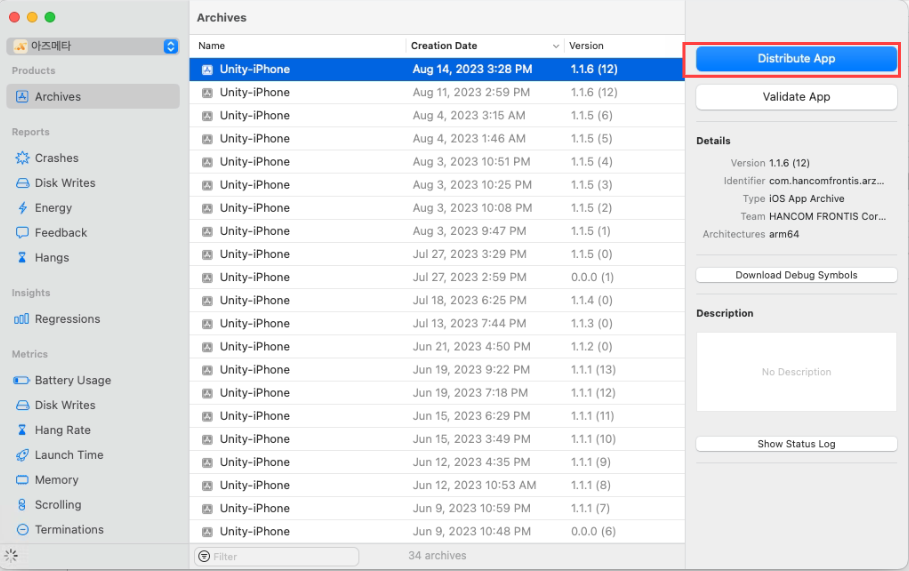 Archives
아즈메타
Products
Archives
Reports
Crashes
Disk Writes
Energy
Feedback
Hangs
Insights
Regressions
Metrics
Battery Usage
Disk Writes
Hang Rate
Launch Time
Memory
Scrolling
Terminations
Name Creation Date Version
Unity-iPhone Aug 14, 2023 3:28 PM 1.1.6 (12)
Unity-iPhone Aug 11, 2023 2:59 PM 1.1.6 (12)
Unity-iPhone Aug 4, 2023 3:15 AM 1.1.5 (6)
Unity-iPhone Aug 4, 2023 1:46 AM 1.1.5 (5)
Unity-iPhone Aug 3, 2023 10:51 PM 1.1.5 (4)
Unity-iPhone Aug 3, 2023 10:25 PM 1.1.5 (3)
Unity-iPhone Aug 3, 2023 10:08 PM 1.1.5 (2)
Unity-iPhone Aug 3, 2023 9:47 PM 1.1.5 (1)
Unity-iPhone Jul 27, 2023 3:29 PM 1.1.5 (0)
Unity-iPhone Jul 27, 2023 2:59 PM 0.0.0 (1)
Unity-iPhone Jul 18, 2023 6:25 PM 1.1.4 (0)
Unity-iPhone Jul 13, 2023 7:44 PM 1.1.3 (0)
Unity-iPhone Jun 21, 2023 4:50 PM 1.1.2 (0)
Unity-iPhone Jun 19, 2023 9:22 PM 1.1.1 (13)
Unity-iPhone Jun 19, 2023 7:18 PM 1.1.1 (12)
Unity-iPhone Jun 15, 2023 6:29 PM 1.1.1 (11)
Unity-iPhone Jun 15, 2023 3:49 PM 1.1.1 (10)
Unity-iPhone Jun 12, 2023 4:35 PM 1.1.1 (9)
Unity-iPhone Jun 12, 2023 10:53 AM 1.1.1 (8)
Unity-iPhone Jun 9, 2023 10:59 PM 1.1.1 (7)
Unity-iPhone Jun 9, 2023 10:48 PM 0.0.0 (6)
Filter
34 archives
Distribute App
Validate App
Details
Version 1.1.6 (12)
Identifier com.hancomfrontis.arz...
Type iOS App Archive
Team HANCOM FRONTIS Cor...
Architectures arm64
Download Debug Symbols
Description
No Description
Show Status Log